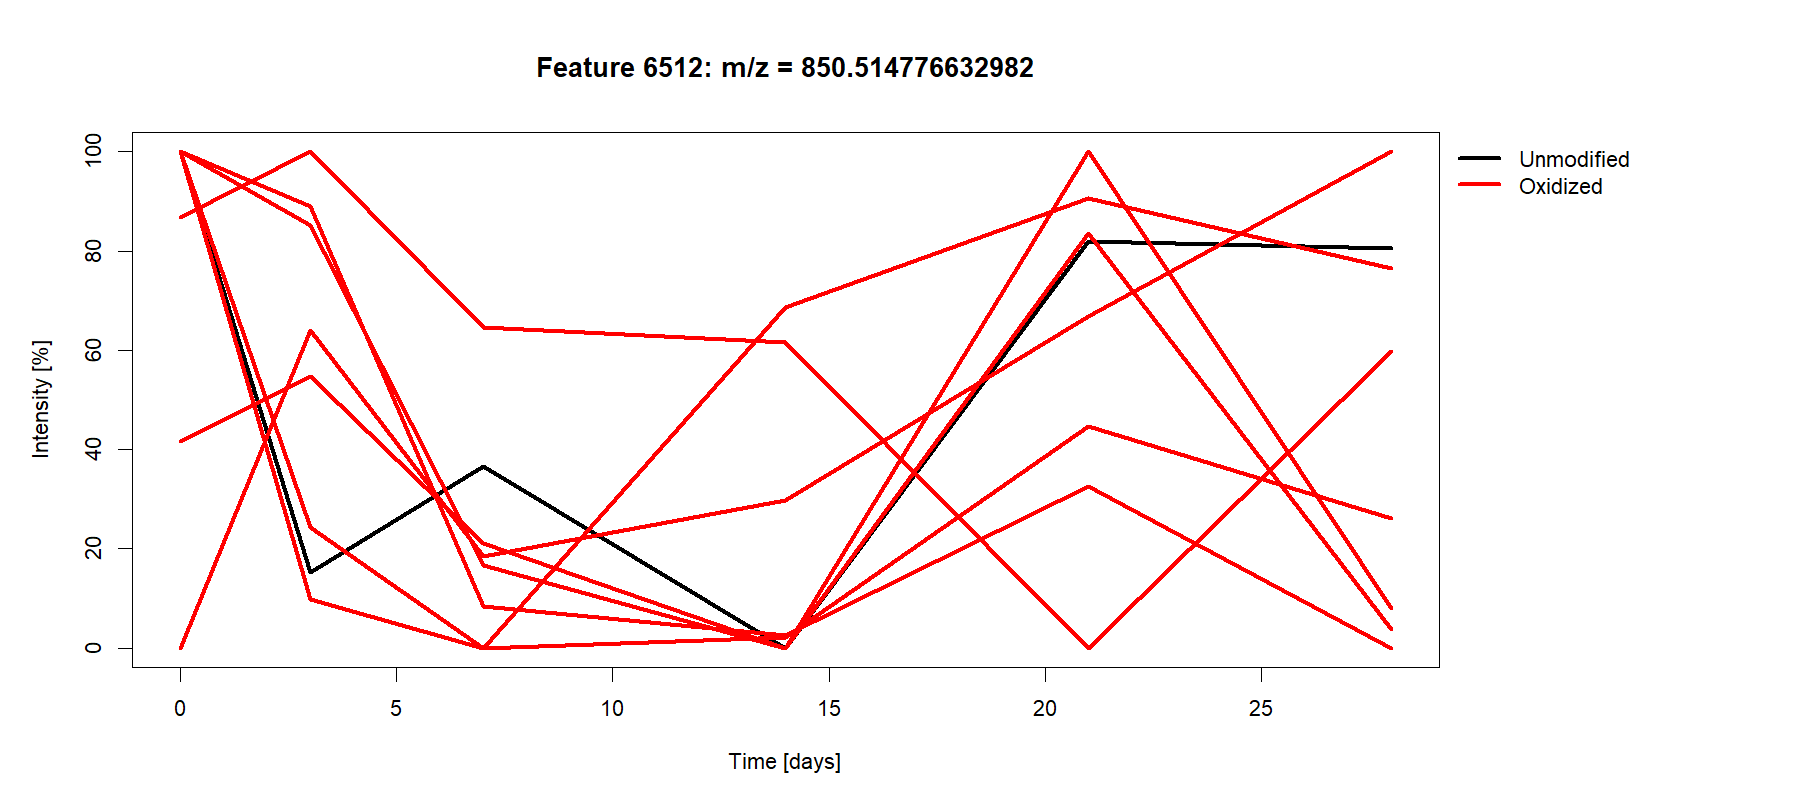 Feature 6512: m/z = 850.514776632982
Unmodified
Oxidized
100
80
60
40
20
0
Intensity [%]
0 5 10 15 20 25
Time [days]